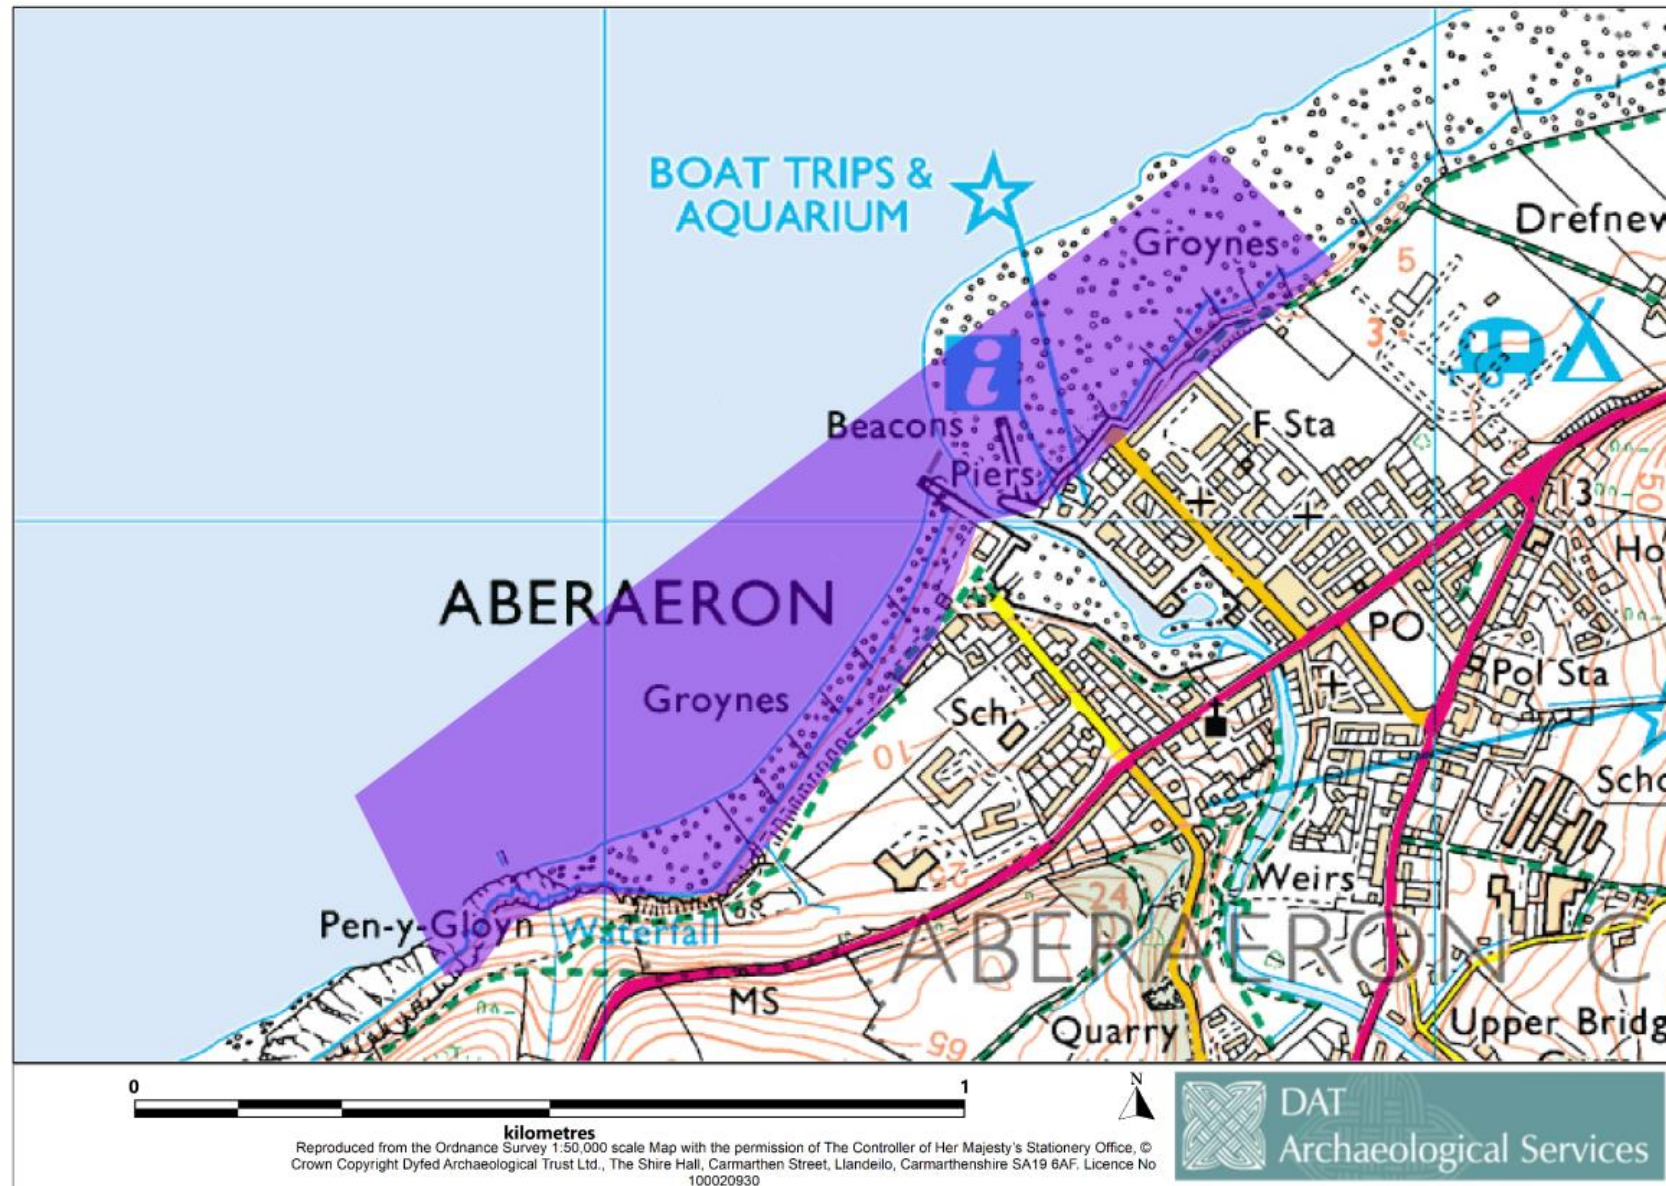 BOAT TRIPS &
AQUARIUM
Groynes
Drefnew
5
3
i
Beacons
F Sta
Piers
13
50
Ho
ABERAERON
PO
Groynes
Sch
Pol Sta
10
Scho
25
24
Weirs
Pen-y-Gloyn
Waterfall
ABERAERON C
MS
65
Quarry
Upper Bridg
0
1
N
kilometres
Reproduced from the Ordnance Survey 1:50,000 scale Map with the permission of The Controller of Her Majesty's Stationery Office, ©
Crown Copyright Dyfed Archaeological Trust Ltd., The Shire Hall, Carmarthen Street, Llandeilo, Carmarthenshire SA19 6AF. Licence No
100020930
DAT
Archaeological Services